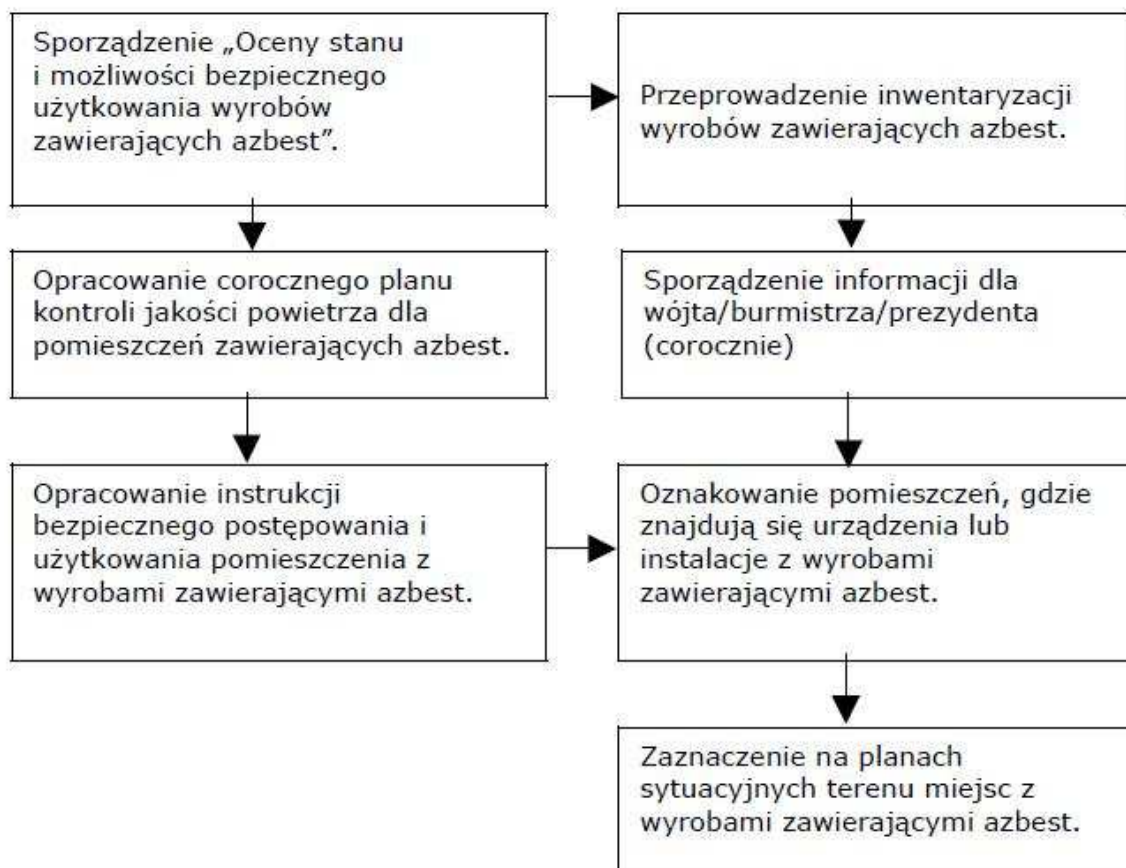 Sporządzenie „Oceny stanu
i możliwości bezpiecznego
użytkowania wyrobów
zawierających azbest”.
Przeprowadzenie inwentaryzacji
wyrobów zawierających azbest.
Opracowanie corocznego planu
kontroli jakości powietrza dla
pomieszczeń zawierających azbest.
Sporządzenie informacji dla
wójta/burmistrza/prezydenta
(corocznie)
Opracowanie instrukcji
bezpiecznego postępowania i
użytkowania pomieszczenia z
wyrobami zawierającymi azbest.
Oznakowanie pomieszczeń, gdzie
znajdują się urządzenia lub
instalacje z wyrobami
zawierającymi azbest.
Zaznaczenie na planach
sytuacyjnych terenu miejsc z
wyrobami zawierającymi azbest.